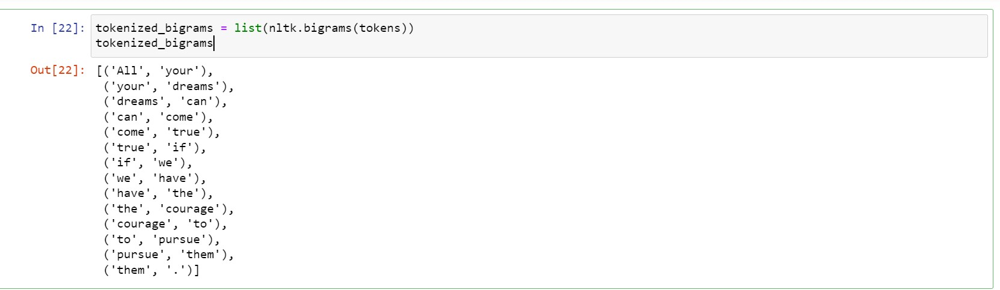 In [22]: tokenized_bigrams = list(nltk.bigrams(tokens))
tokenized_bigrams
Out[22]: [('All', 'your'),
('your', 'dreams'),
('dreams', 'can'),
('can', 'come'),
('come', 'true'),
('true', 'if'),
('if', 'we'),
('we', 'have'),
('have', 'the'),
('the', 'courage'),
('courage', 'to'),
('to', 'pursue'),
('pursue', 'them'),
('them', '.')]